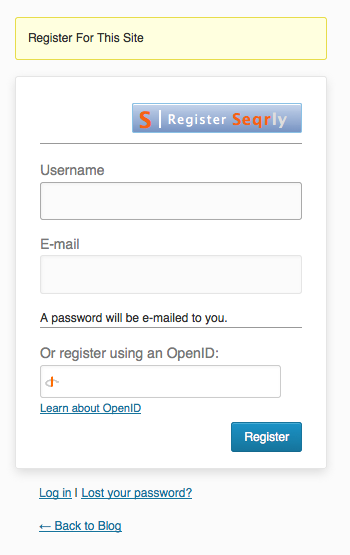 Register For This Site
S | Register Seqrly
Username
E-mail
A password will be e-mailed to you.
Or register using an OpenID:
Learn about OpenID
Register
Log in | Lost your password?
← Back to Blog